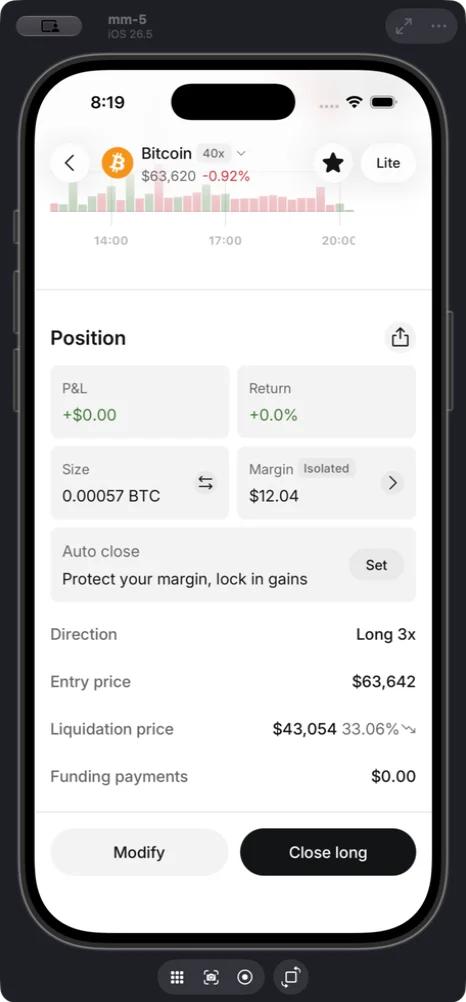 mm-5
iOS 26.5
8:19
Bitcoin 40x
$63,620 -0.92%
Lite
14:00 17:00 20:00
Position
P&L
+$0.00
Return
+0.0%
Size
0.00057 BTC
Margin Isolated
$12.04
Auto close
Protect your margin, lock in gains
Set
Direction Long 3x
Entry price $63,642
Liquidation price $43,054 33.06%
Funding payments $0.00
Modify
Close long